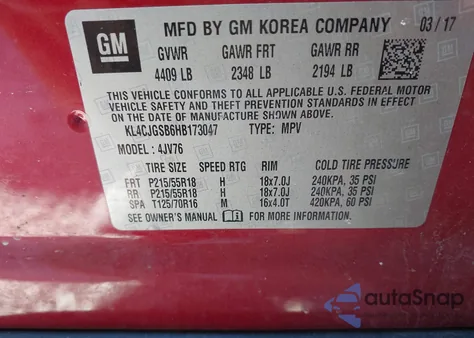 GM
MFD BY GM KOREA COMPANY 03/17
GVWR GAWR FRT GAWR RR
4409 LB 2348 LB 2194 LB
THIS VEHICLE CONFORMS TO ALL APPLICABLE U.S. FEDERAL MOTOR
VEHICLE SAFETY AND THEFT PREVENTION STANDARDS IN EFFECT
ON THE DATE OF MANUFACTURE SHOWN ABOVE.
KL4CJGSB6HB173047 TYPE: MPV
MODEL: 4JV76
TIRE SIZE SPEED RTG RIM COLD TIRE PRESSURE
FRT P215/55R18 H 18x7.0J 240KPA, 35 PSI
RR P215/55R18 H 18x7.0J 240KPA, 35 PSI
SPA T125/70R16 M 16x4.0T 420KPA, 60 PSI
SEE OWNER'S MANUAL FOR MORE INFORMATION.
autoSnap